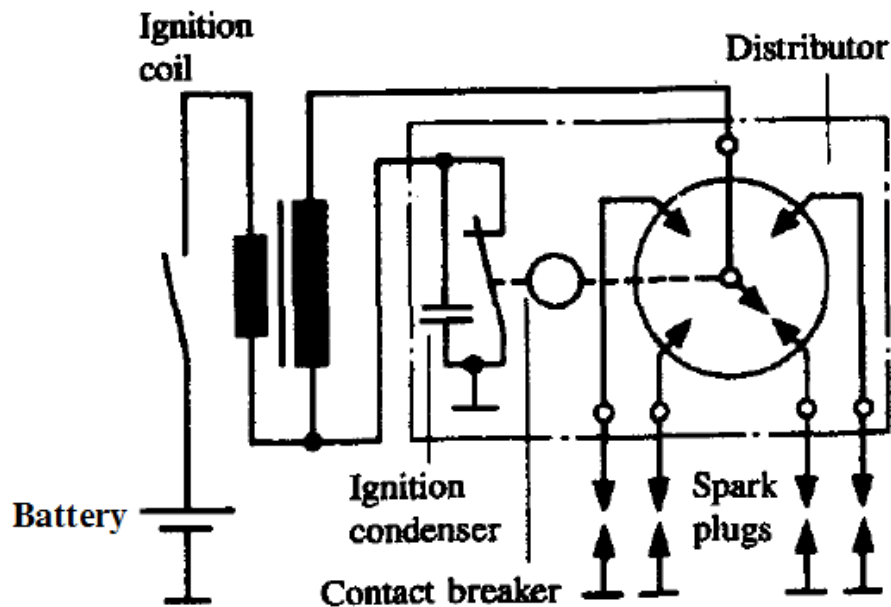 Ignition
coil
Distributor
Battery
Ignition
condenser
Contact breaker
Spark
plugs